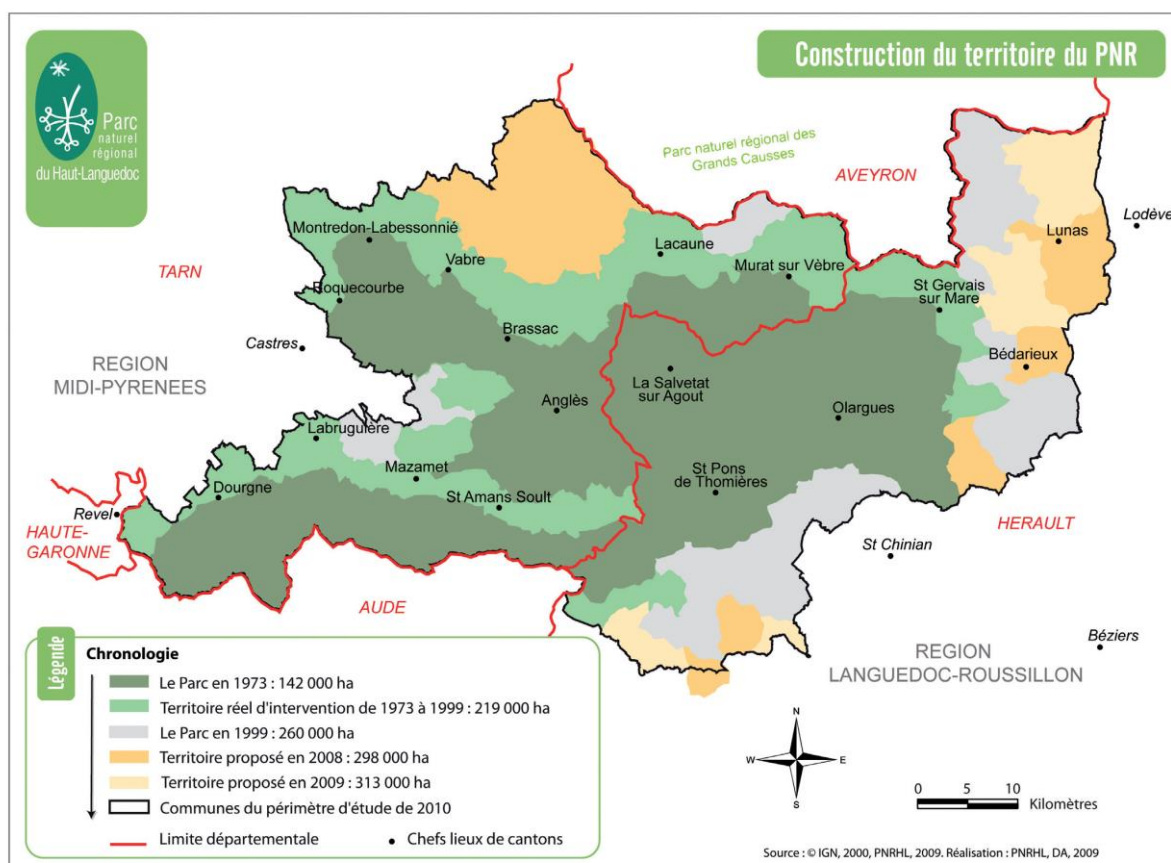 Construction du territoire du PNR
Parc
naturel
régional
du Haut-Languedoc
Parc naturel régional des
Grands Causses
AVEYRON
Lodève
Montredon-Labessonnié
Lacaune
Lunas
TARN
Vabre
Murat sur Vèbre
Roquecourbe
St Gervais
sur Mare
Brassac
Castres
Bédarieux
REGION
MIDI-PYRENEES
La Salvetat
sur Agout
Anglès
Olargues
Labruguière
Mazamet
St Pons
de Thomières
Dourgne
St Amans Soult
Revel
HAUTE-
GARONNE
HERAULT
St Chinian
AUDE
Béziers
REGION
LANGUEDOC-ROUSSILLON
Légende
Chronologie
Le Parc en 1973 : 142 000 ha
Territoire réel d'intervention de 1973 à 1999 : 219 000 ha
Le Parc en 1999 : 260 000 ha
Territoire proposé en 2008 : 298 000 ha
Territoire proposé en 2009 : 313 000 ha
Communes du périmètre d'étude de 2010
Limite départementale
Chefs lieux de cantons
N
W
E
S
0 5 10
Kilomètres
Source : © IGN, 2000, PNRHL, 2009. Réalisation : PNRHL, DA, 2009